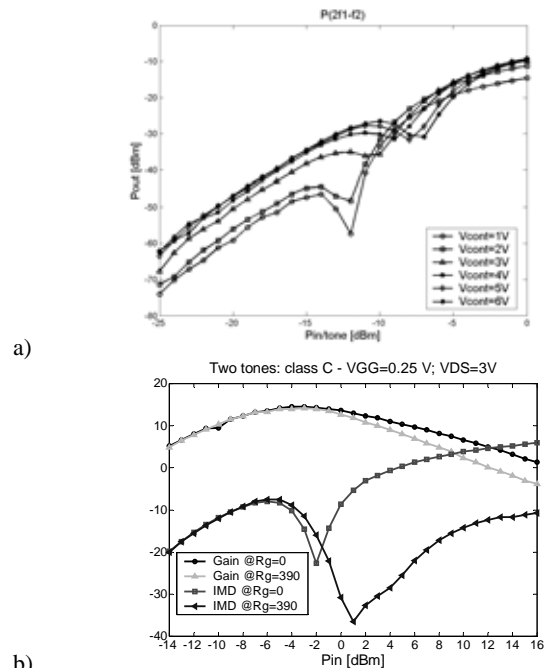 P(2f1-f2)
Pout [dBm]
-10
-20
-30
-40
-50
-60
-70
-80
-25
-20
-15
-10
-5
0
Pin/tone [dBm]
Vcont=1V
Vcont=2V
Vcont=3V
Vcont=4V
Vcont=5V
Vcont=6V
a)
Two tones: class C - VGG=0.25 V; VDS=3V
20
10
0
-10
-20
-30
-40
Gain @Rg=0
Gain @Rg=390
IMD @Rg=0
IMD @Rg=390
-14 -12 -10 -8 -6 -4 -2 0 2 4 6 8 10 12 14 16
Pin [dBm]
b)